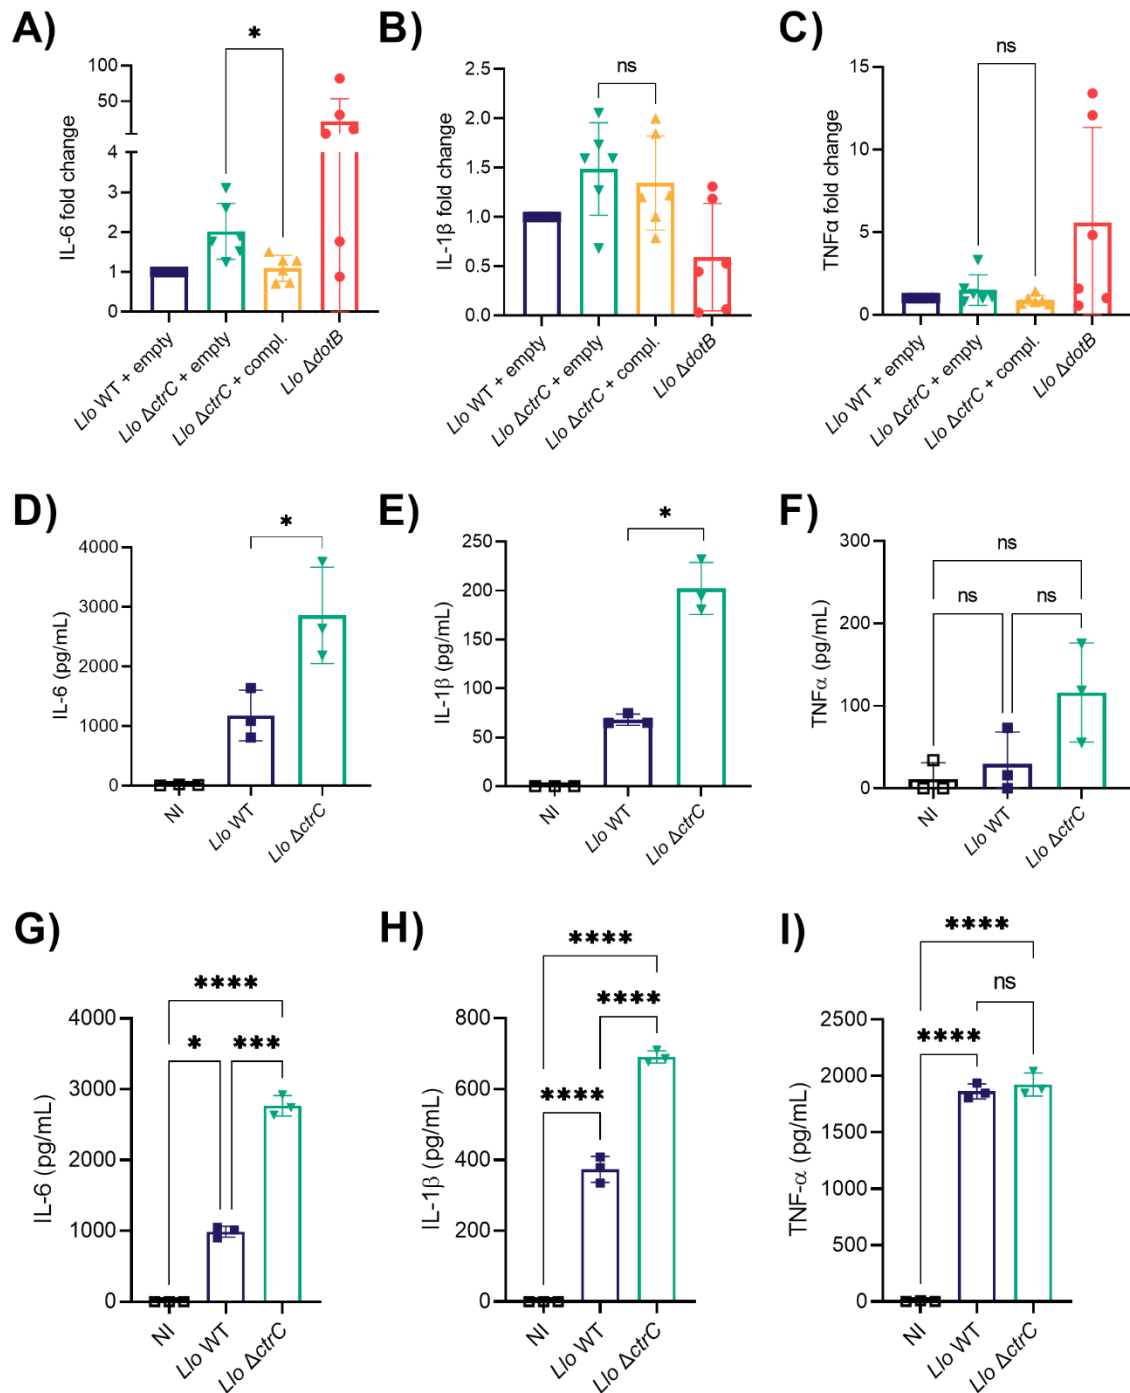 A)
IL-6 fold change
100
50
4
3
2
1
0
*
Llo WT + empty
Llo ΔctrC + empty
Llo ΔctrC + compl.
Llo ΔdotB
B)
IL-1β fold change
2.5
2.0
1.5
1.0
0.5
0.0
ns
Llo WT + empty
Llo ΔctrC + empty
Llo ΔctrC + compl.
Llo ΔdotB
C)
TNFα fold change
15
10
5
0
ns
Llo WT + empty
Llo ΔctrC + empty
Llo ΔctrC + compl.
Llo ΔdotB
D)
IL-6 (pg/mL)
4000
3000
2000
1000
0
*
NI
Llo WT
Llo ΔctrC
E)
IL-1β (pg/mL)
250
200
150
100
50
0
*
NI
Llo WT
Llo ΔctrC
F)
TNFα (pg/mL)
300
200
100
0
ns
ns
ns
NI
Llo WT
Llo ΔctrC
G)
IL-6 (pg/mL)
4000
3000
2000
1000
0
****
*
***
NI
Llo WT
Llo ΔctrC
H)
IL-1β (pg/mL)
800
600
400
200
0
****
****
****
NI
Llo WT
Llo ΔctrC
I)
TNF-α (pg/mL)
2500
2000
1500
1000
500
0
****
ns
****
NI
Llo WT
Llo ΔctrC